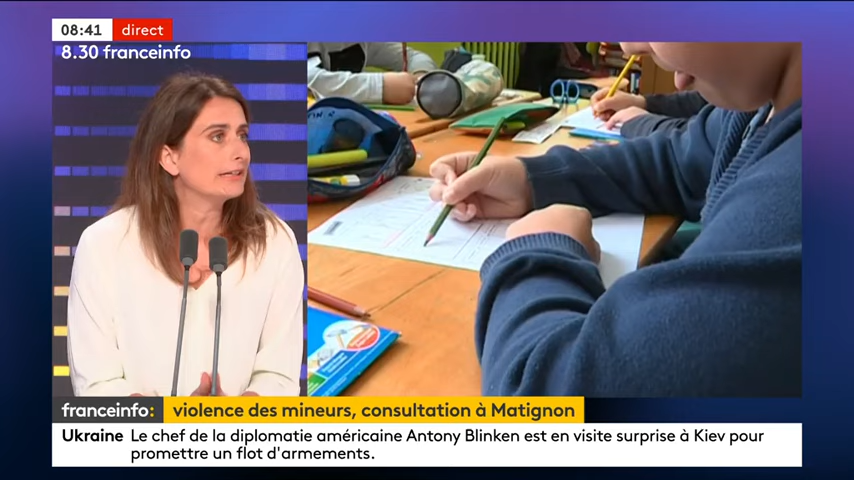 08:41 direct
8.30 franceinfo
franceinfo: violence des mineurs, consultation à Matignon
Ukraine Le chef de la diplomatie américaine Antony Blinken est en visite surprise à Kiev pour
promettre un flot d'armements.